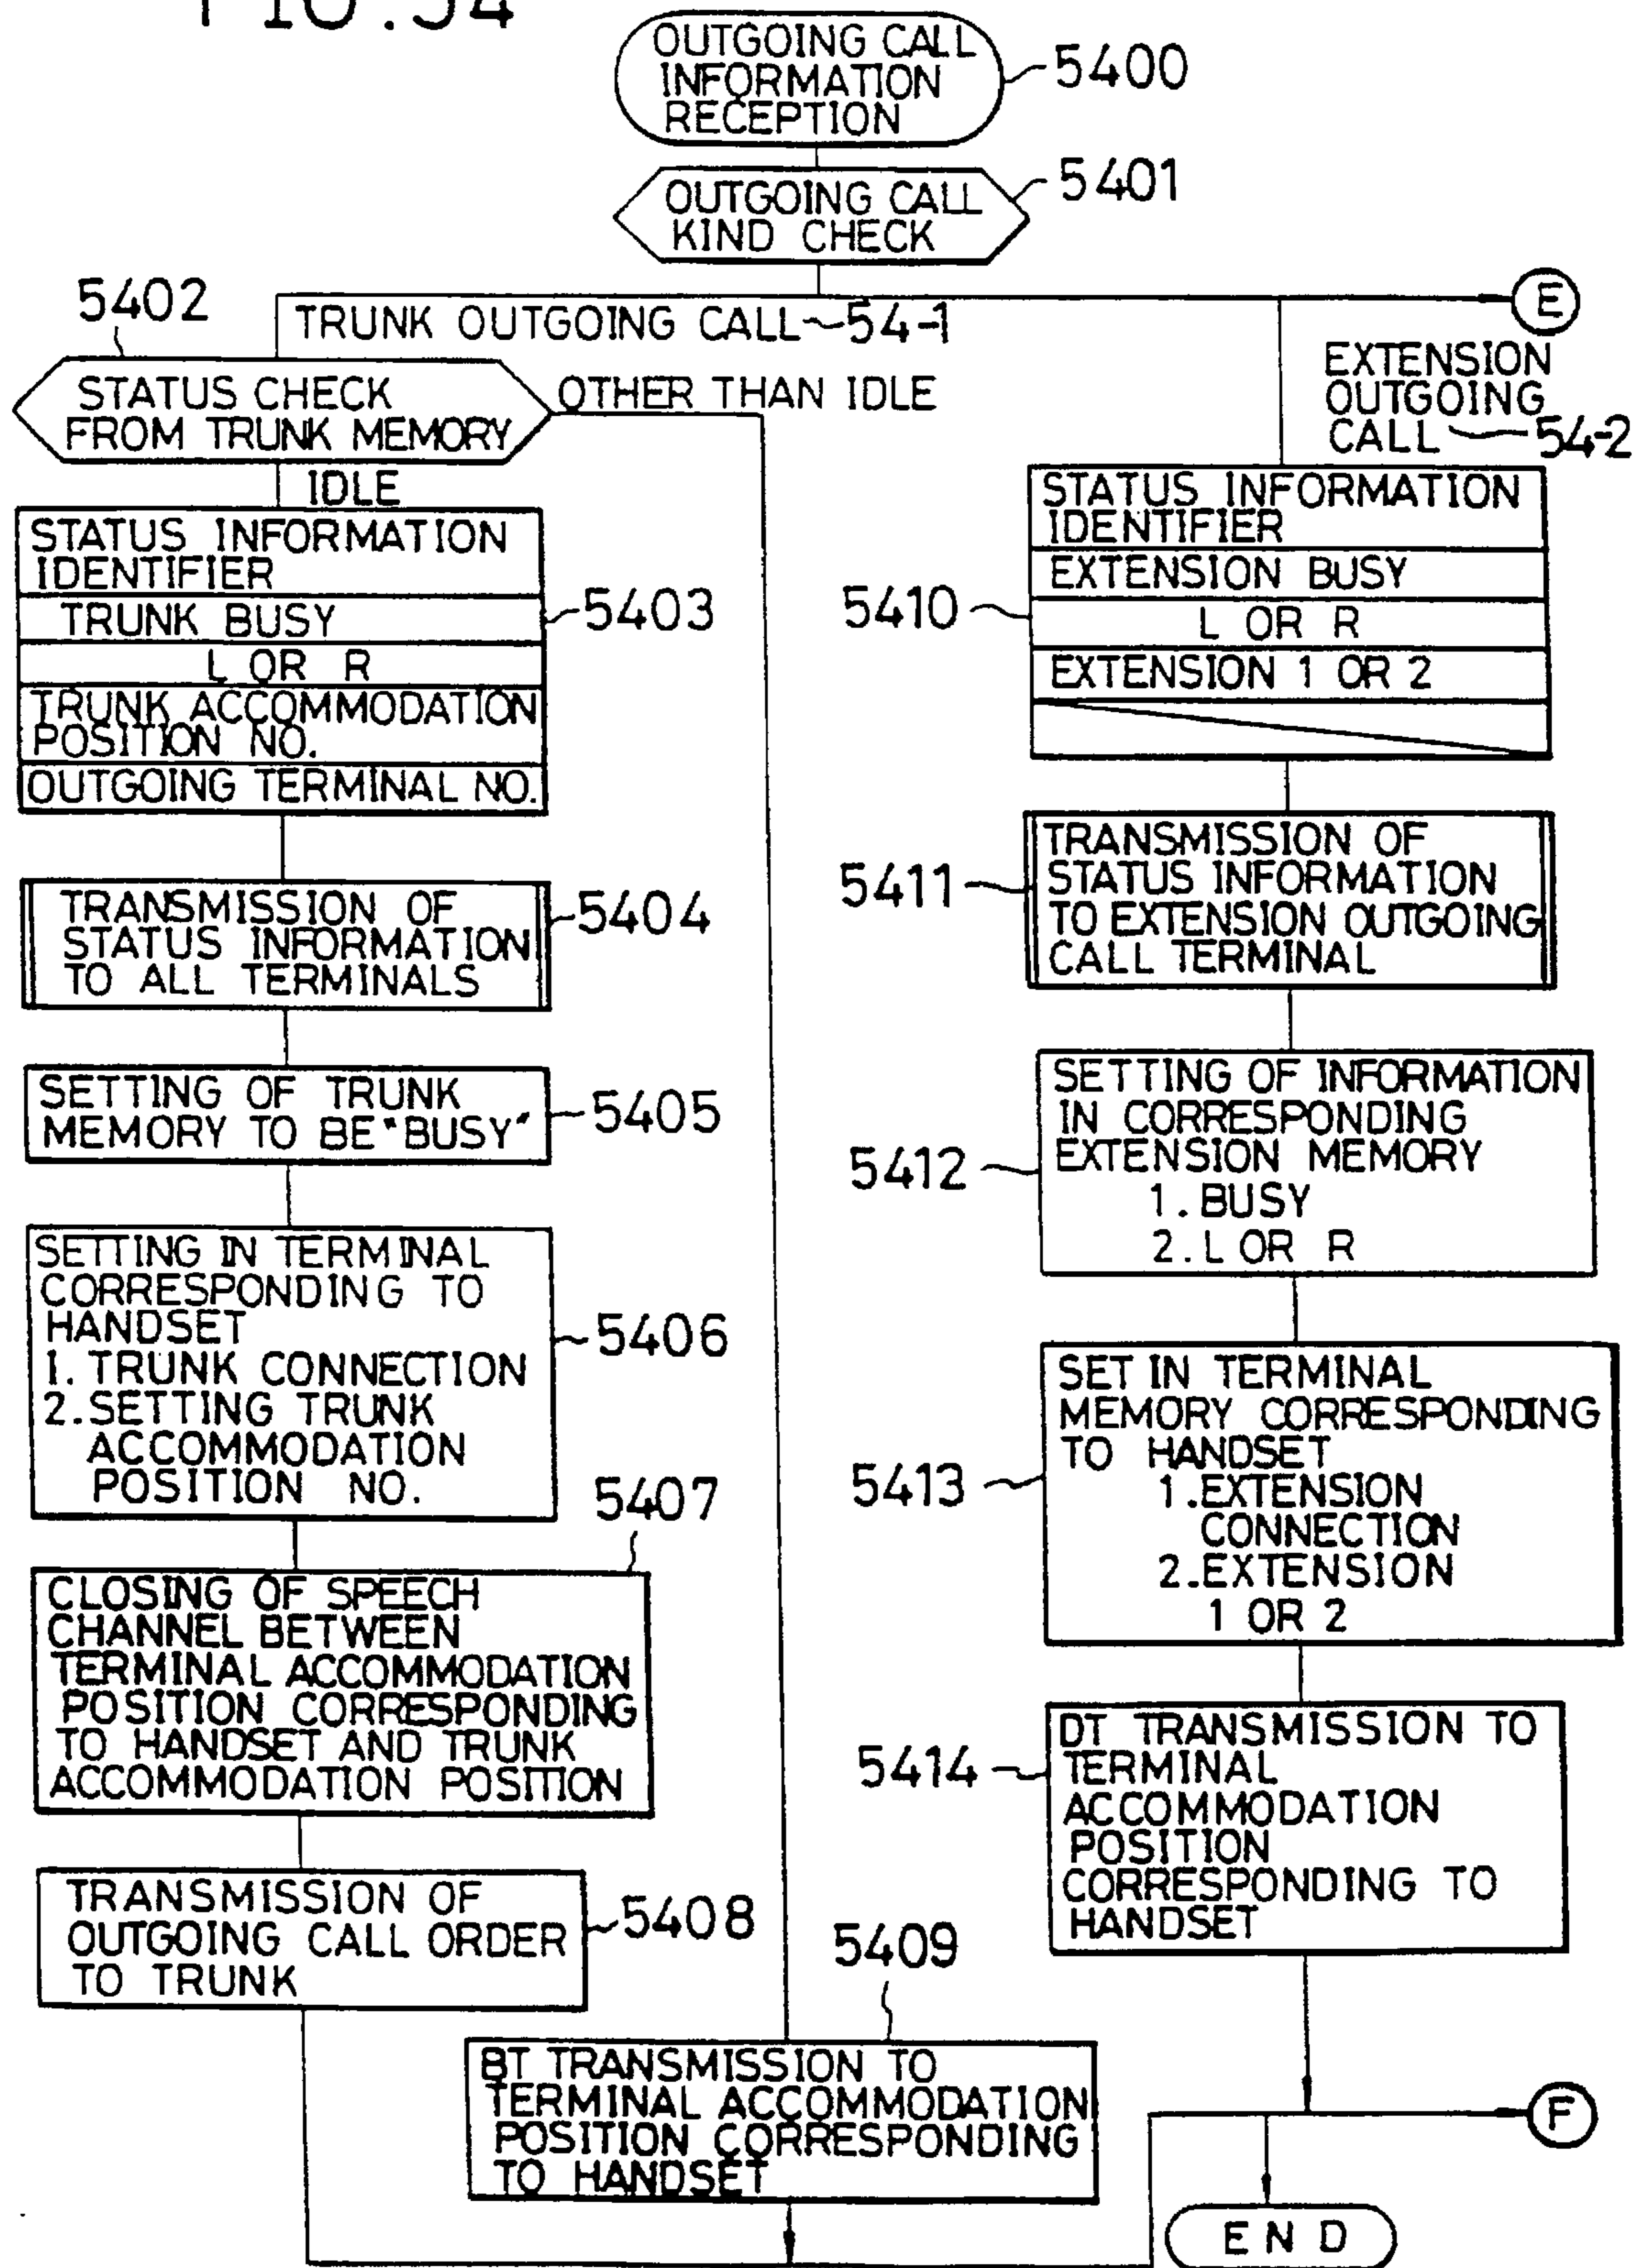 FIG.54
OUTGOING CALL
INFORMATION
RECEPTION
5400
OUTGOING CALL
KIND CHECK
5401
E
5402
TRUNK OUTGOING CALL
54-1
EXTENSION
OUTGOING
CALL
54-2
STATUS CHECK
FROM TRUNK MEMORY
OTHER THAN IDLE
IDLE
STATUS INFORMATION
IDENTIFIER
TRUNK BUSY
L OR R
TRUNK ACCOMMODATION
POSITION NO.
OUTGOING TERMINAL NO.
5403
TRANSMISSION OF
STATUS INFORMATION
TO ALL TERMINALS
5404
SETTING OF TRUNK
MEMORY TO BE "BUSY"
5405
SETTING IN TERMINAL
CORRESPONDING TO
HANDSET
1. TRUNK CONNECTION
2. SETTING TRUNK
ACCOMMODATION
POSITION NO.
5406
5407
CLOSING OF SPEECH
CHANNEL BETWEEN
TERMINAL ACCOMMODATION
POSITION CORRESPONDING
TO HANDSET AND TRUNK
ACCOMMODATION POSITION
TRANSMISSION OF
OUTGOING CALL ORDER
TO TRUNK
5408
5409
BT TRANSMISSION TO
TERMINAL ACCOMMODATION
POSITION CORRESPONDING
TO HANDSET
STATUS INFORMATION
IDENTIFIER
EXTENSION BUSY
L OR R
EXTENSION 1 OR 2
5410
TRANSMISSION OF
STATUS INFORMATION
TO EXTENSION OUTGOING
CALL TERMINAL
5411
SETTING OF INFORMATION
IN CORRESPONDING
EXTENSION MEMORY
1. BUSY
2. L OR R
5412
SET IN TERMINAL
MEMORY CORRESPONDING
TO HANDSET
1. EXTENSION
CONNECTION
2. EXTENSION
1 OR 2
5413
DT TRANSMISSION TO
TERMINAL
ACCOMMODATION
POSITION
CORRESPONDING TO
HANDSET
5414
F
END